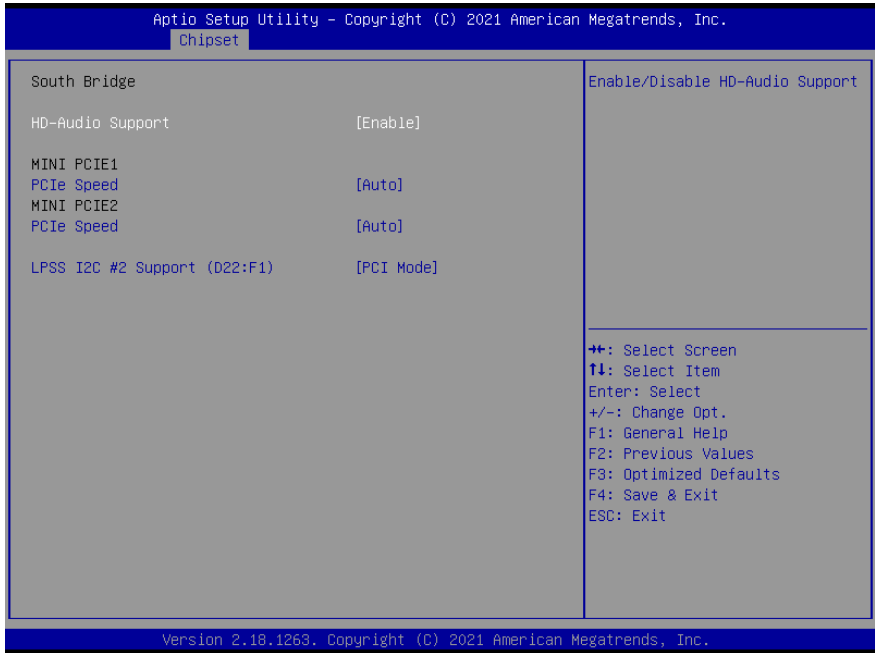 Aptio Setup Utility – Copyright (C) 2021 American Megatrends, Inc.
Chipset
South Bridge
HD-Audio Support [Enable]
MINI PCIE1
PCIe Speed [Auto]
MINI PCIE2
PCIe Speed [Auto]
LPSS I2C #2 Support (D22:F1) [PCI Mode]
Enable/Disable HD-Audio Support
→←: Select Screen
↑↓: Select Item
Enter: Select
+/-: Change Opt.
F1: General Help
F2: Previous Values
F3: Optimized Defaults
F4: Save & Exit
ESC: Exit
Version 2.18.1263. Copyright (C) 2021 American Megatrends, Inc.